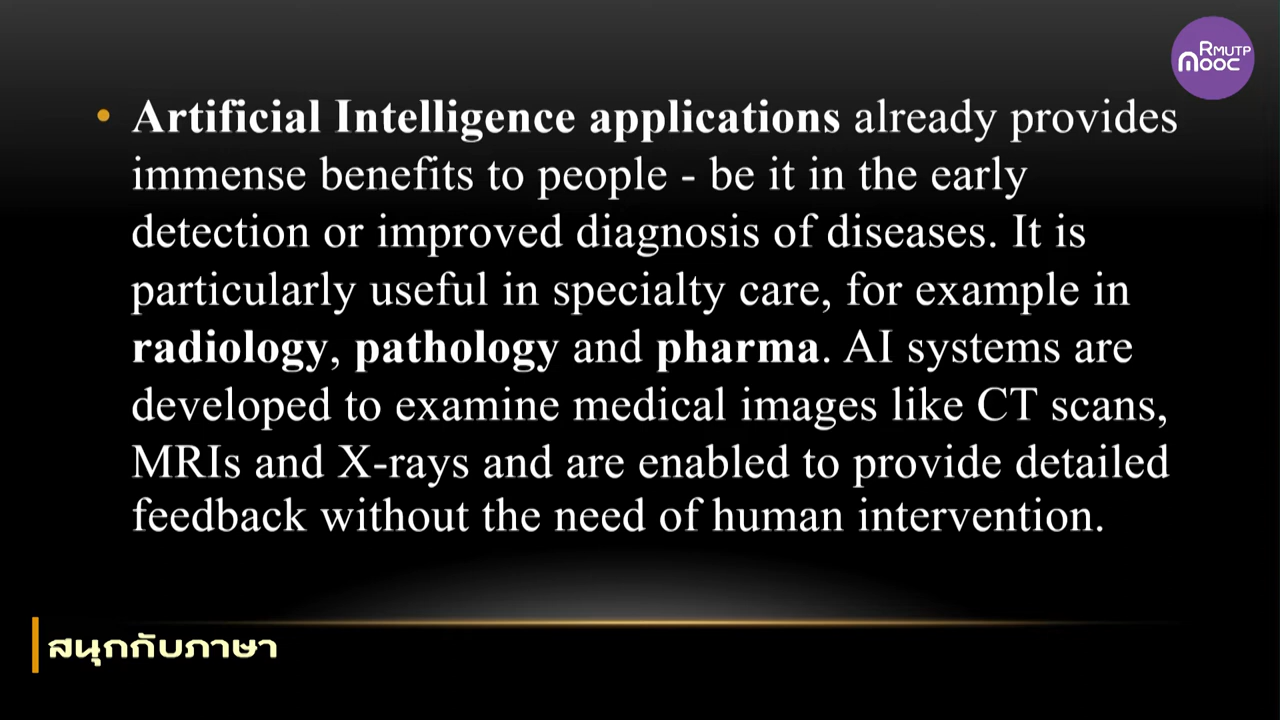 RMUTP
MOOC
• Artificial Intelligence applications already provides
immense benefits to people - be it in the early
detection or improved diagnosis of diseases. It is
particularly useful in specialty care, for example in
radiology, pathology and pharma. AI systems are
developed to examine medical images like CT scans,
MRIs and X-rays and are enabled to provide detailed
feedback without the need of human intervention.
สนุกกับภาษา